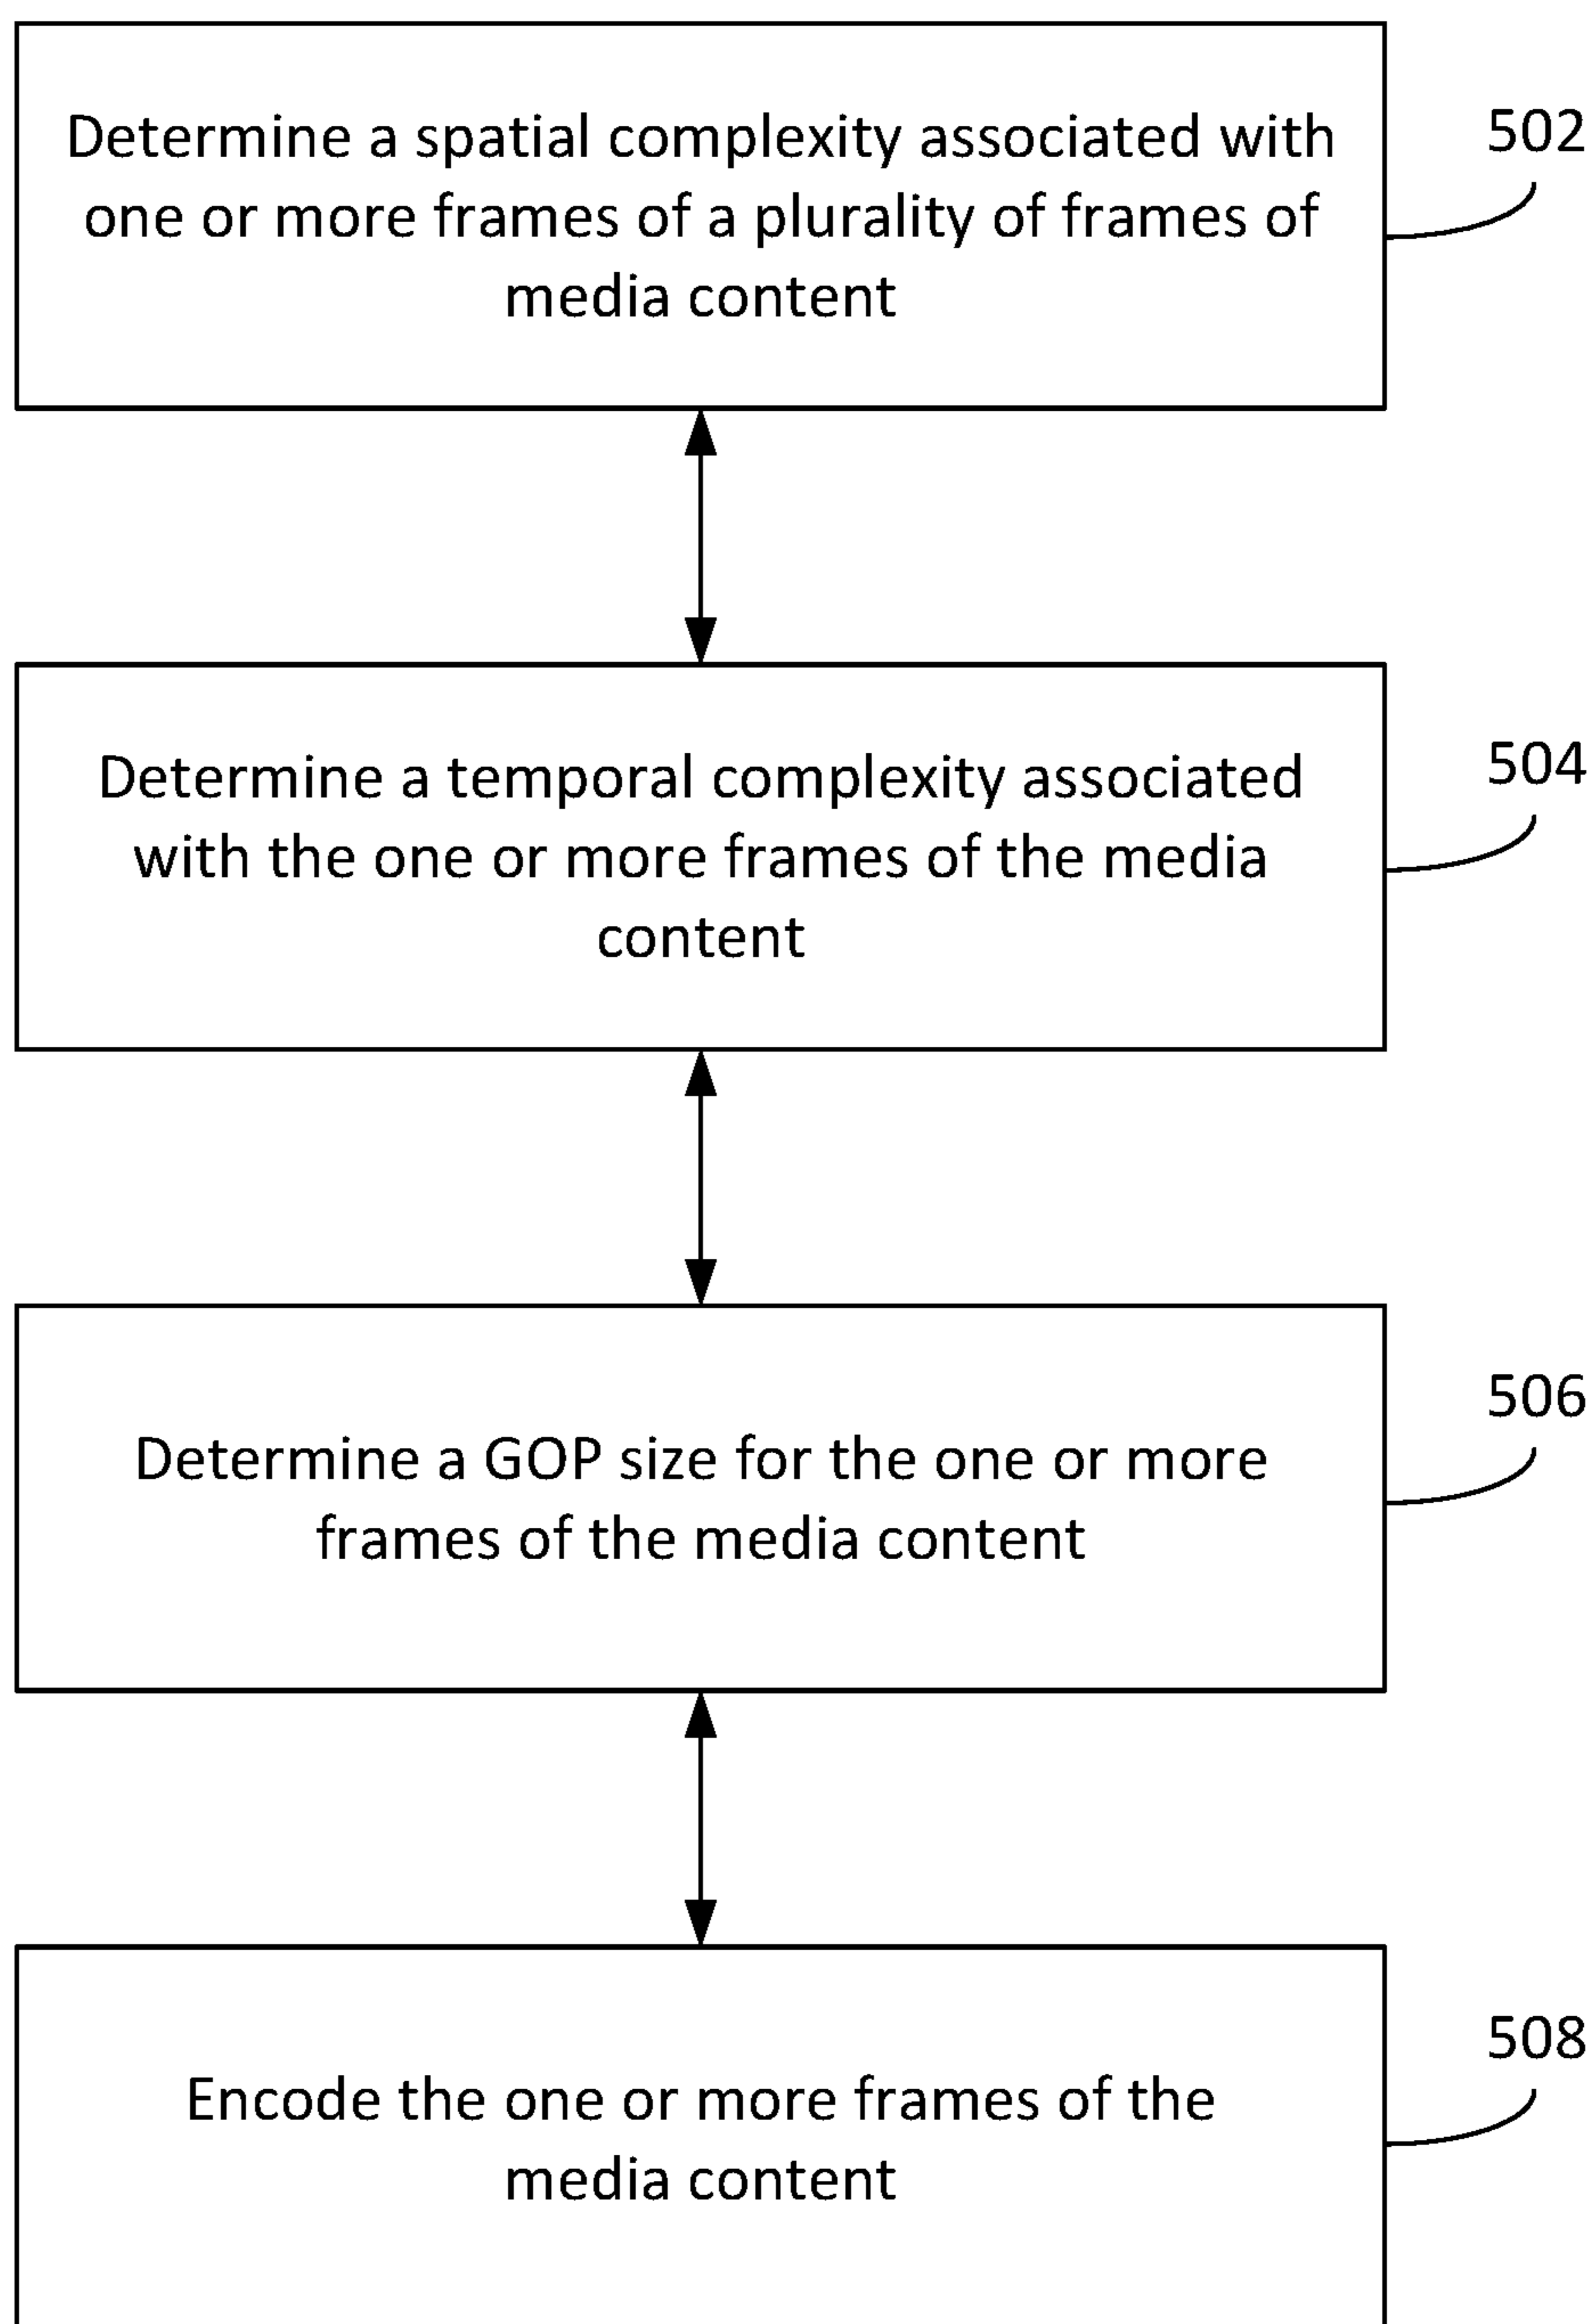 Determine a spatial complexity associated with
one or more frames of a plurality of frames of
media content
502
Determine a temporal complexity associated
with the one or more frames of the media
content
504
Determine a GOP size for the one or more
frames of the media content
506
Encode the one or more frames of the
media content
508